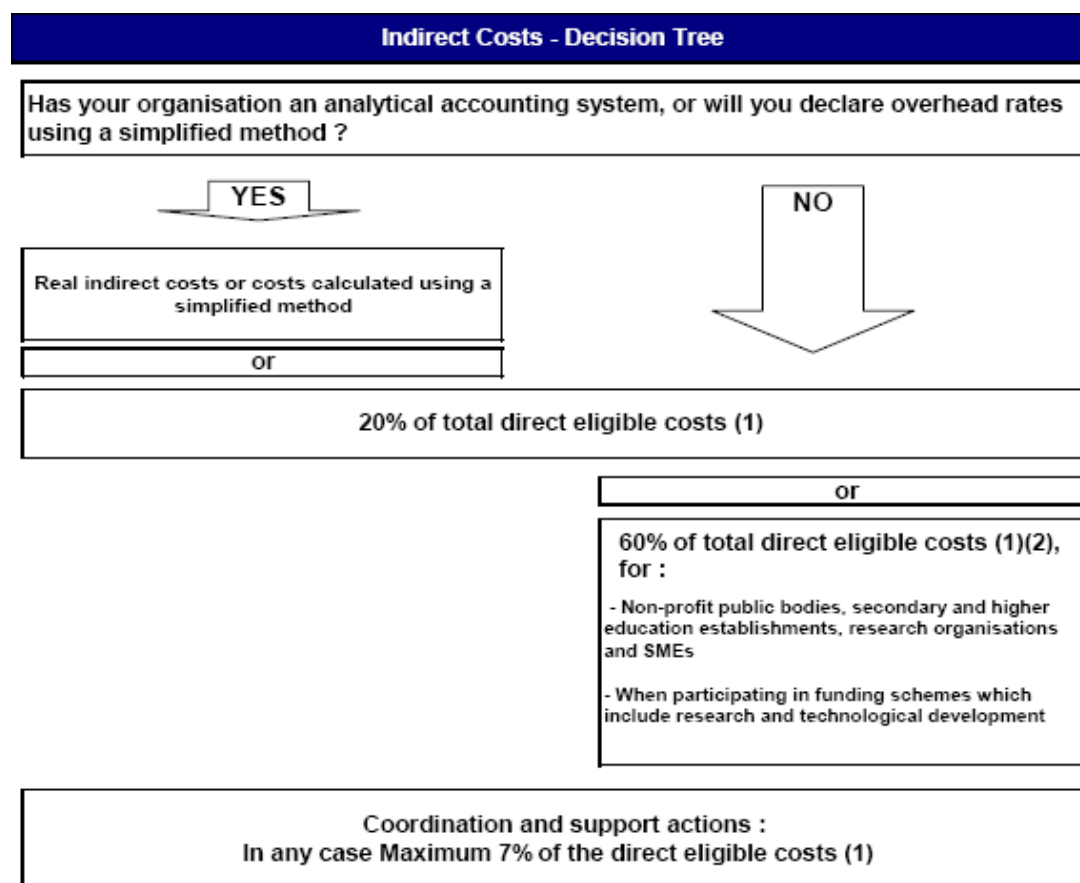 Indirect Costs - Decision Tree
Has your organisation an analytical accounting system, or will you declare overhead rates
using a simplified method ?
YES
NO
Real indirect costs or costs calculated using a
simplified method
or
20% of total direct eligible costs (1)
or
60% of total direct eligible costs (1)(2),
for :
- Non-profit public bodies, secondary and higher
education establishments, research organisations
and SMEs
- When participating in funding schemes which
include research and technological development
Coordination and support actions :
In any case Maximum 7% of the direct eligible costs (1)